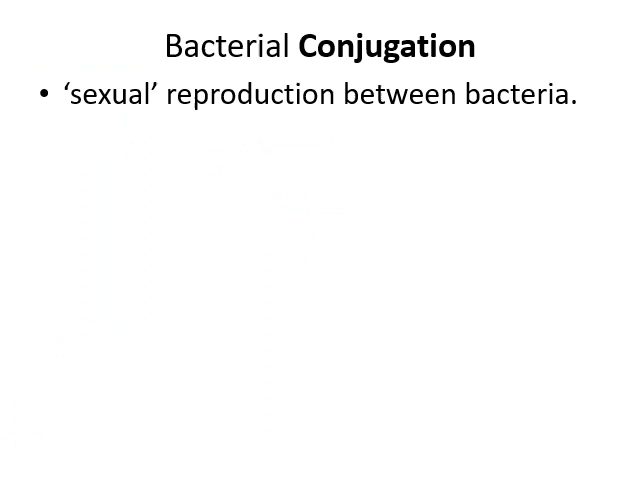 Bacterial Conjugation
• ‘sexual’ reproduction between bacteria.